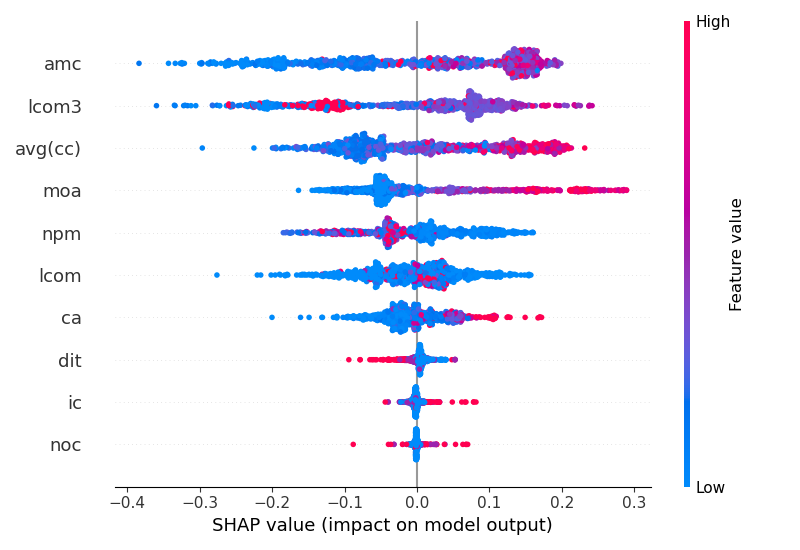 High
amc
lcom3
avg(cc)
moa
npm
lcom
ca
dit
ic
noc
Feature value
Low
−0.4 −0.3 −0.2 −0.1 0.0 0.1 0.2 0.3
SHAP value (impact on model output)